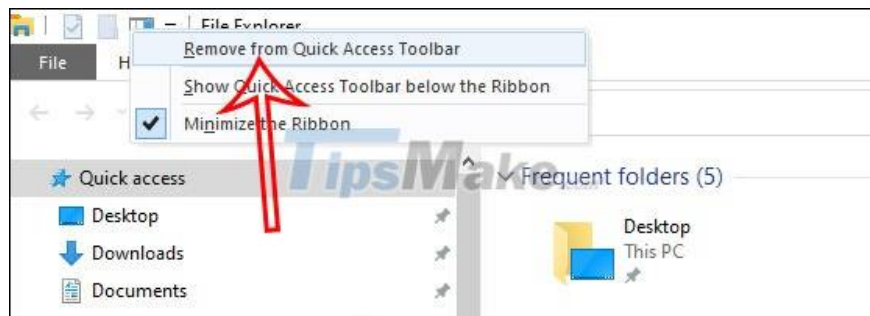 File Explorer
Remove from Quick Access Toolbar
File
H
Show Quick Access Toolbar below the Ribbon
Minimize the Ribbon
TipsMake
Quick access
Frequent folders (5)
Desktop
Desktop
This PC
Downloads
Documents